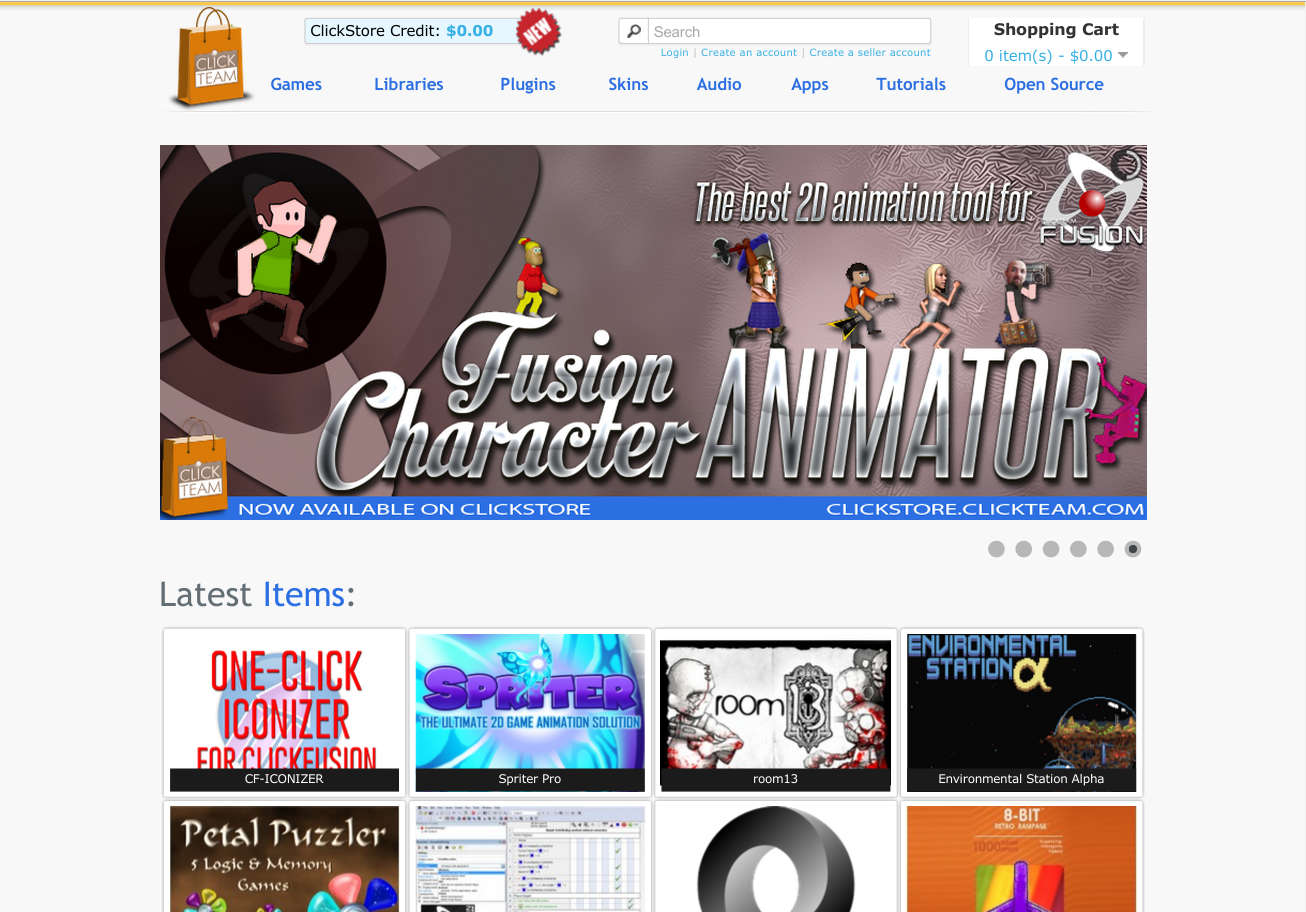 CLICK
TEAM
ClickStore Credit: $0.00
NEW
Search
Login | Create an account | Create a seller account
Shopping Cart
0 item(s) - $0.00
Games
Libraries
Plugins
Skins
Audio
Apps
Tutorials
Open Source
The best 2D animation tool for
FUSION
Fusion
Character ANIMATOR
CLICK
TEAM
NOW AVAILABLE ON CLICKSTORE
CLICKSTORE.CLICKTEAM.COM
Latest Items:
ONE-CLICK
ICONIZER
FOR CLICKFUSION
CF-ICONIZER
SPRITER
THE ULTIMATE 2D GAME ANIMATION SOLUTION
Spriter Pro
room 13
room13
ENVIRONMENTAL
STATION α
Environmental Station Alpha
Petal Puzzler
5 Logic & Memory
Games
8-BIT
RETRO RAMPAGE